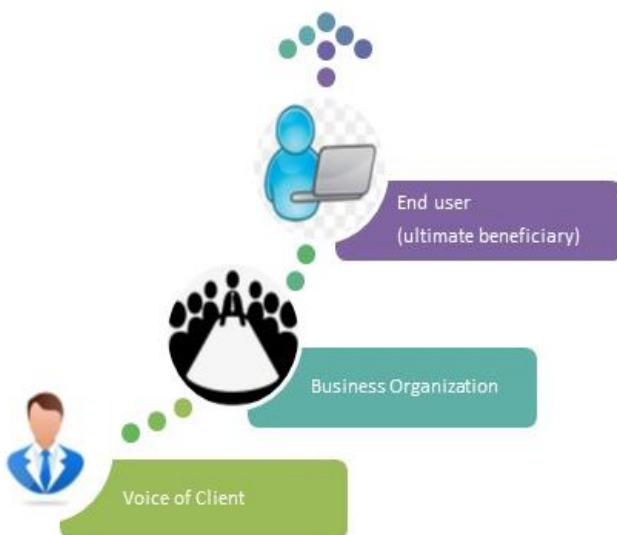 End user
(ultimate beneficiary)
Business Organization
Voice of Client